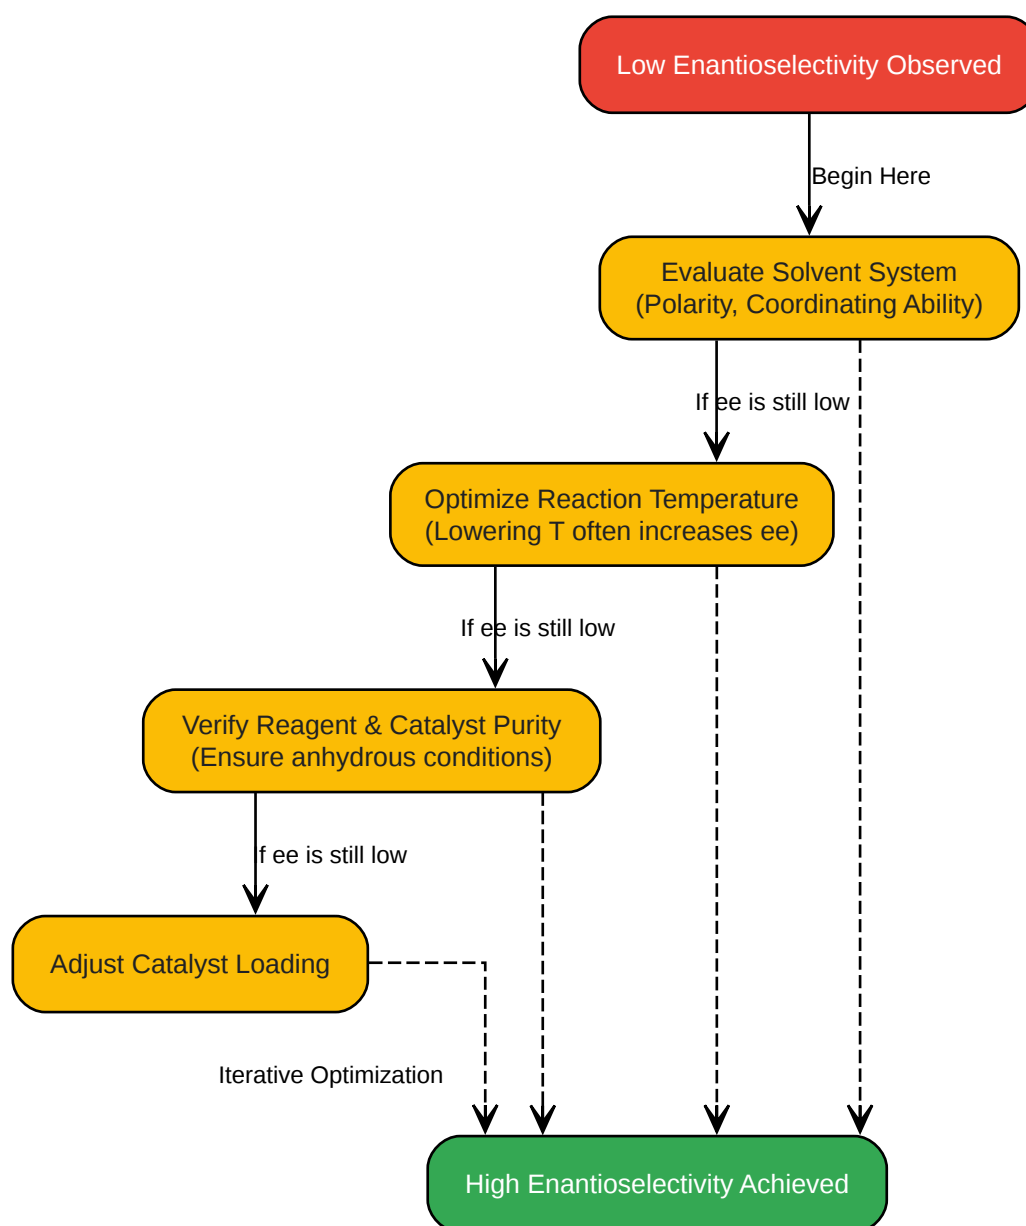 Low Enantioselectivity Observed
Begin Here
Evaluate Solvent System
(Polarity, Coordinating Ability)
If ee is still low
Optimize Reaction Temperature
(Lowering T often increases ee)
If ee is still low
Verify Reagent & Catalyst Purity
(Ensure anhydrous conditions)
If ee is still low
Adjust Catalyst Loading
Iterative Optimization
High Enantioselectivity Achieved